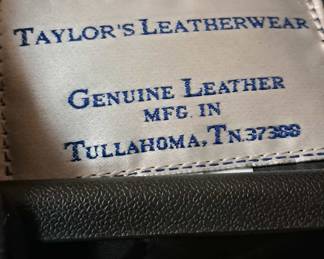 TAYLOR'S LEATHERWEAR
GENUINE LEATHER
MFG. IN
TULLAHOMA, TN. 37388